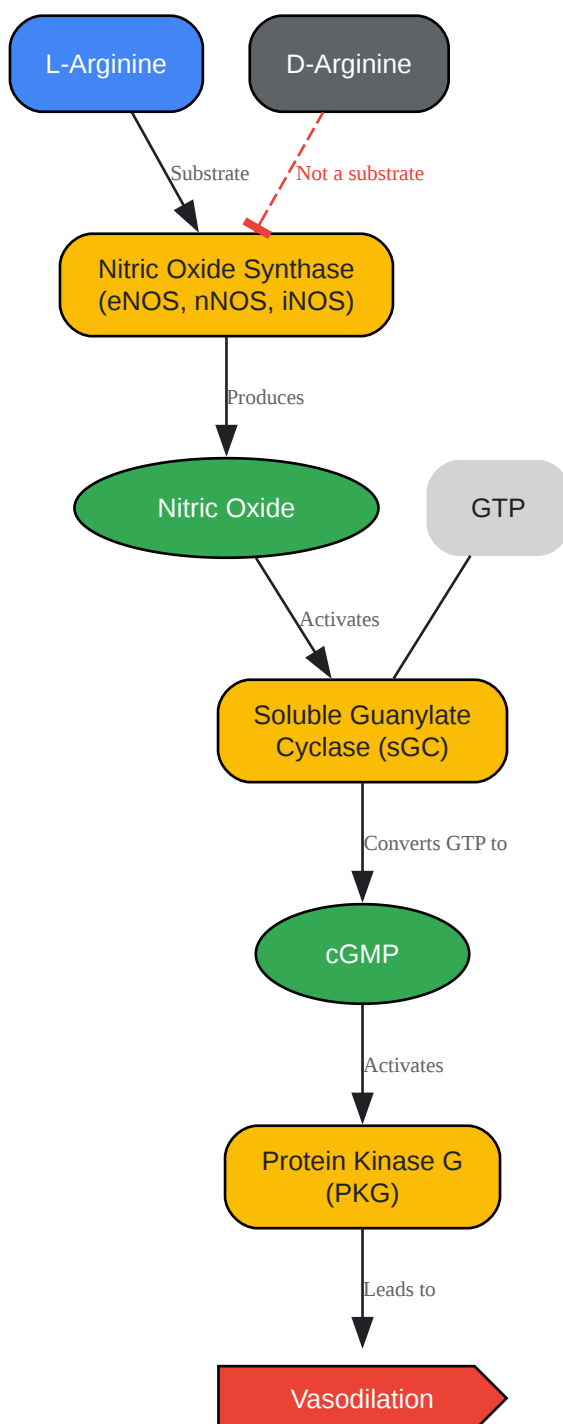 L-Arginine
D-Arginine
Substrate
Not a substrate
Nitric Oxide Synthase
(eNOS, nNOS, iNOS)
Produces
Nitric Oxide
GTP
Activates
Soluble Guanylate
Cyclase (sGC)
Converts GTP to
cGMP
Activates
Protein Kinase G
(PKG)
Leads to
Vasodilation